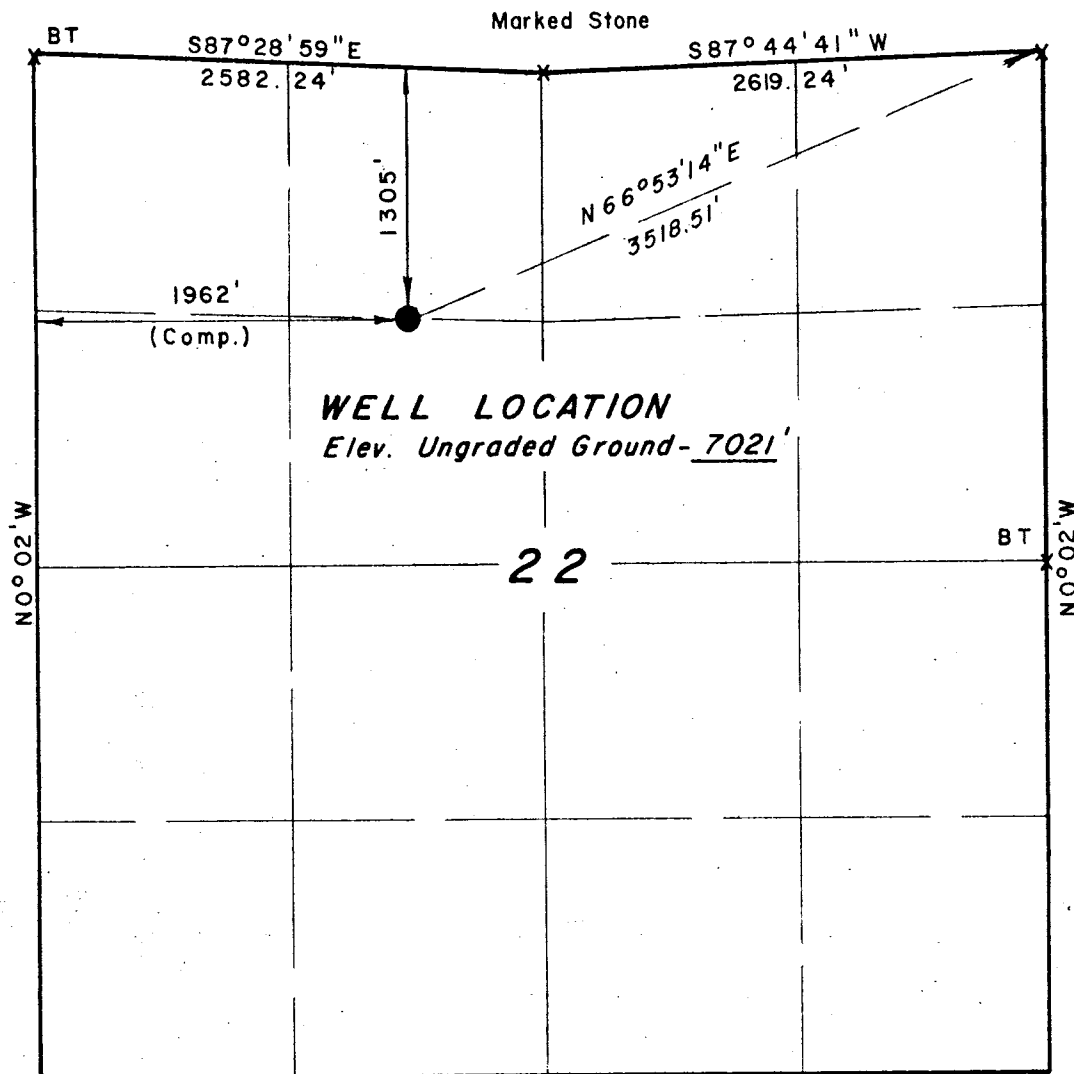 Marked Stone
BT
S87°28'59"E
2582.24'
S87°44'41"W
2619.24'
1305'
N66°53'14"E
3518.51'
1962'
(Comp.)
WELL LOCATION
Elev. Ungraded Ground- 7021'
N0°02'W
22
BT
N0°02'W